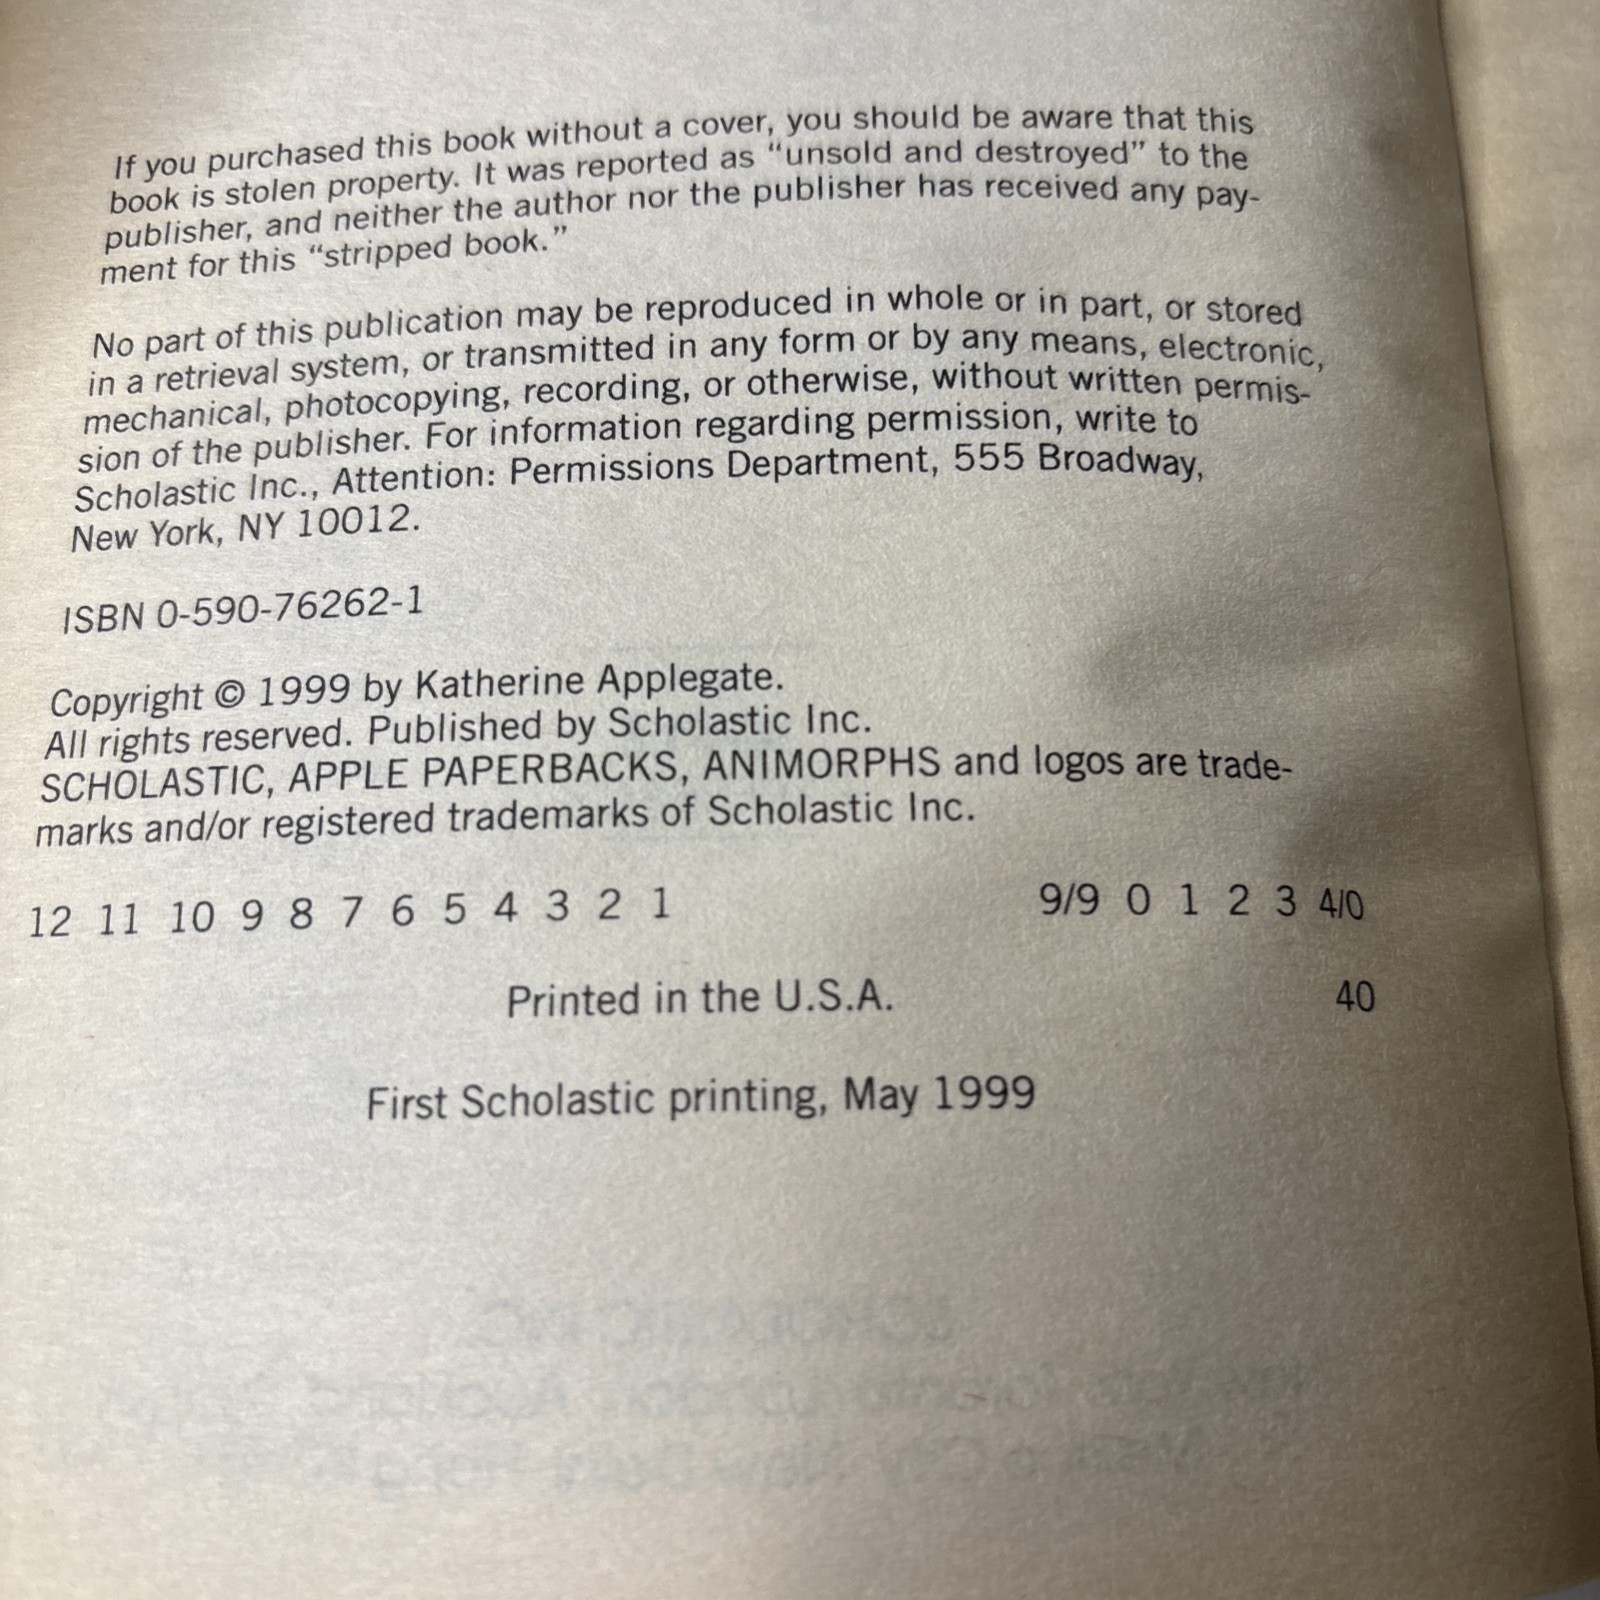 If you purchased this book without a cover, you should be aware that this
book is stolen property. It was reported as “unsold and destroyed” to the
publisher, and neither the author nor the publisher has received any pay-
ment for this “stripped book.”
No part of this publication may be reproduced in whole or in part, or stored
in a retrieval system, or transmitted in any form or by any means, electronic,
mechanical, photocopying, recording, or otherwise, without written permis-
sion of the publisher. For information regarding permission, write to
Scholastic Inc., Attention: Permissions Department, 555 Broadway,
New York, NY 10012.
ISBN 0-590-76262-1
Copyright © 1999 by Katherine Applegate.
All rights reserved. Published by Scholastic Inc.
SCHOLASTIC, APPLE PAPERBACKS, ANIMORPHS and logos are trade-
marks and/or registered trademarks of Scholastic Inc.
12 11 10 9 8 7 6 5 4 3 2 1 9/9 0 1 2 3 4/0
Printed in the U.S.A. 40
First Scholastic printing, May 1999